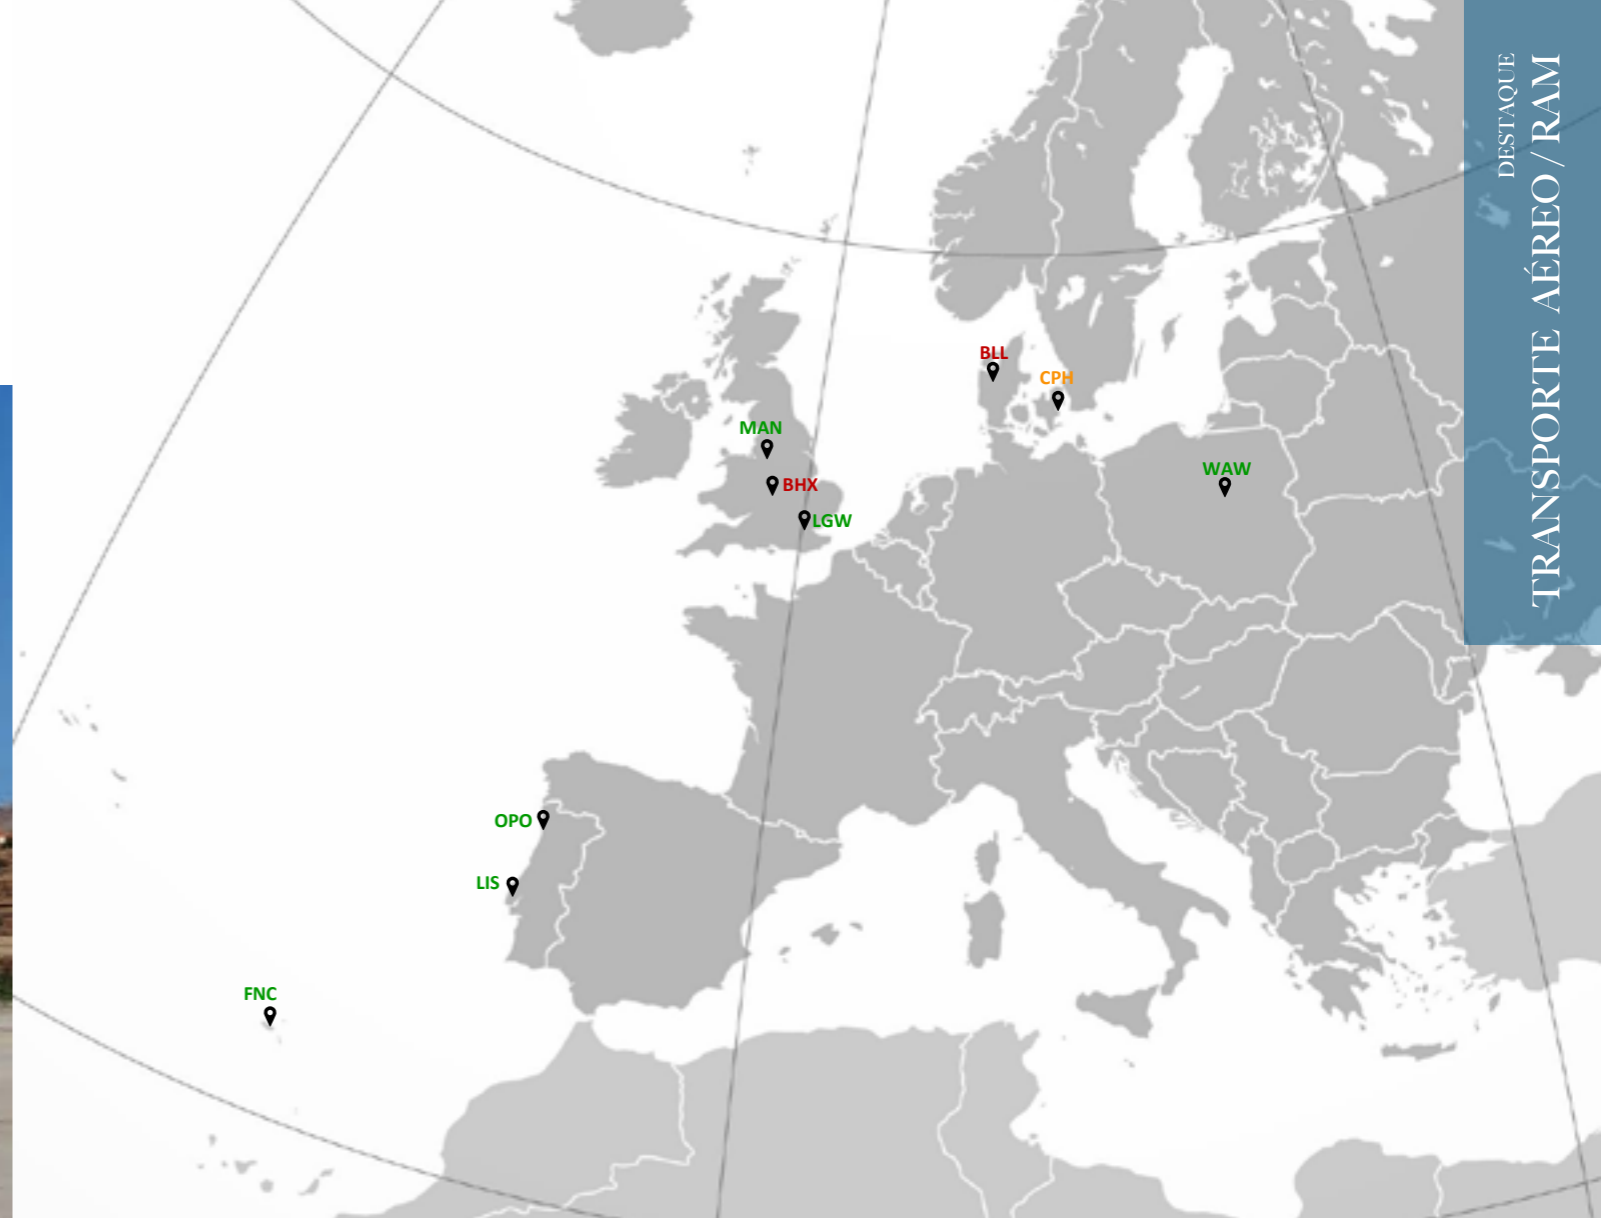 DESTAQUE
TRANSPORTE AÉREO / RAM
BLL
CPH
MAN
WAW
BHX
LGW
OPO
LIS
FNC